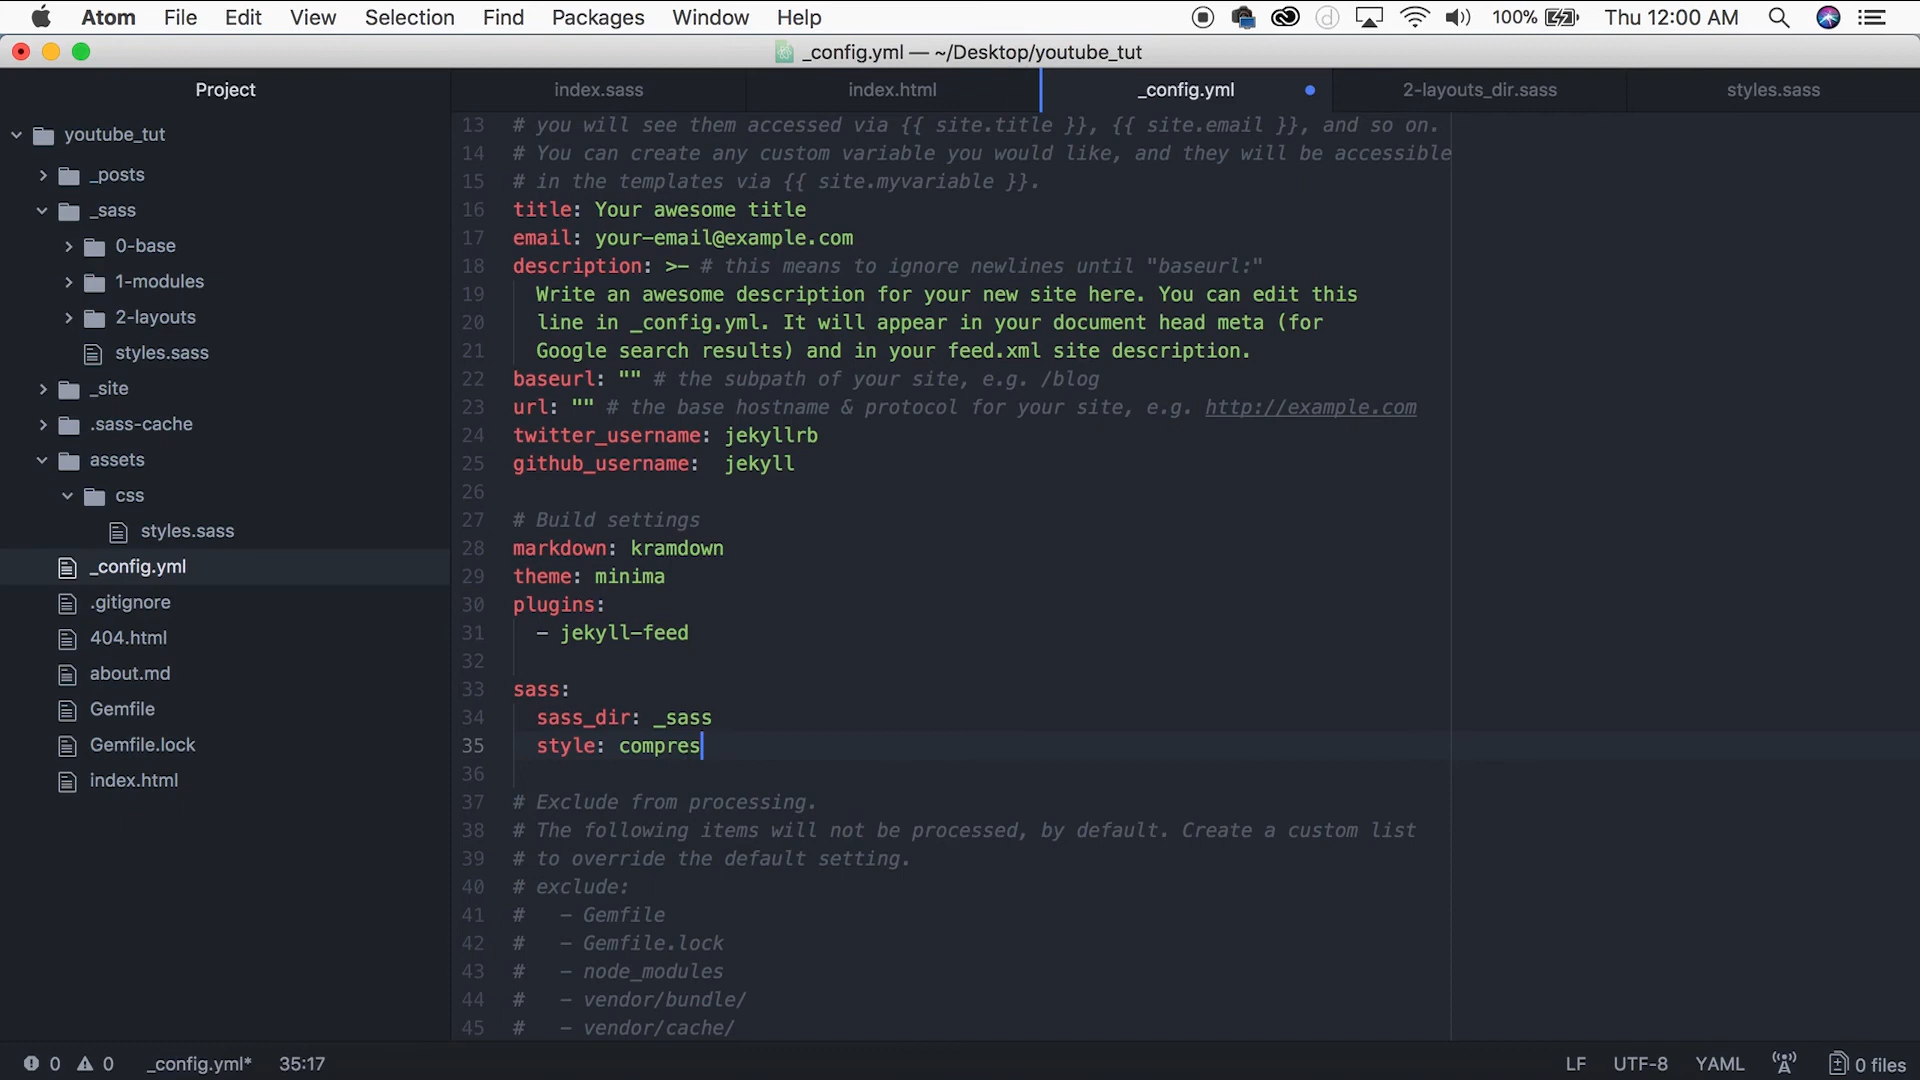 Atom File Edit View Selection Find Packages Window Help 100% Thu 12:00 AM
_config.yml — ~/Desktop/youtube_tut
Project
youtube_tut
_posts
_sass
0-base
1-modules
2-layouts
styles.sass
_site
.sass-cache
assets
css
styles.sass
_config.yml
.gitignore
404.html
about.md
Gemfile
Gemfile.lock
index.html
index.sass index.html _config.yml 2-layouts_dir.sass styles.sass
13 # you will see them accessed via {{ site.title }}, {{ site.email }}, and so on.
14 # You can create any custom variable you would like, and they will be accessible
15 # in the templates via {{ site.myvariable }}.
16 title: Your awesome title
17 email: your-email@example.com
18 description: >- # this means to ignore newlines until "baseurl:"
19 Write an awesome description for your new site here. You can edit this
20 line in _config.yml. It will appear in your document head meta (for
21 Google search results) and in your feed.xml site description.
22 baseurl: "" # the subpath of your site, e.g. /blog
23 url: "" # the base hostname & protocol for your site, e.g. http://example.com
24 twitter_username: jekyllrb
25 github_username:  jekyll
26
27 # Build settings
28 markdown: kramdown
29 theme: minima
30 plugins:
31 - jekyll-feed
32
33 sass:
34 sass_dir: _sass
35 style: compres
36
37 # Exclude from processing.
38 # The following items will not be processed, by default. Create a custom list
39 # to override the default setting.
40 # exclude:
41 #   - Gemfile
42 #   - Gemfile.lock
43 #   - node_modules
44 #   - vendor/bundle/
45 #   - vendor/cache/
0 0 _config.yml* 35:17 LF UTF-8 YAML 0 files